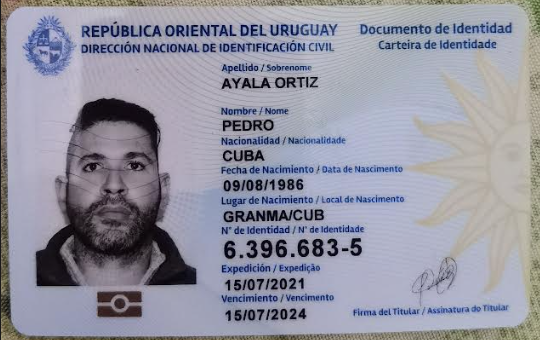 REPÚBLICA ORIENTAL DEL URUGUAY
DIRECCIÓN NACIONAL DE IDENTIFICACIÓN CIVIL
Documento de Identidad
Carteira de Identidade
Apellido / Sobrenome
AYALA ORTIZ
Nombre / Nome
PEDRO
Nacionalidad / Nacionalidade
CUBA
Fecha de Nacimiento / Data de Nascimento
09/08/1986
Lugar de Nacimiento / Local de Nascimento
GRANMA/CUB
N° de Identidad / N° de Identidade
6.396.683-5
Expedición / Expedição
15/07/2021
Vencimiento / Vencimento
15/07/2024
Firma del Titular / Assinatura do Titular